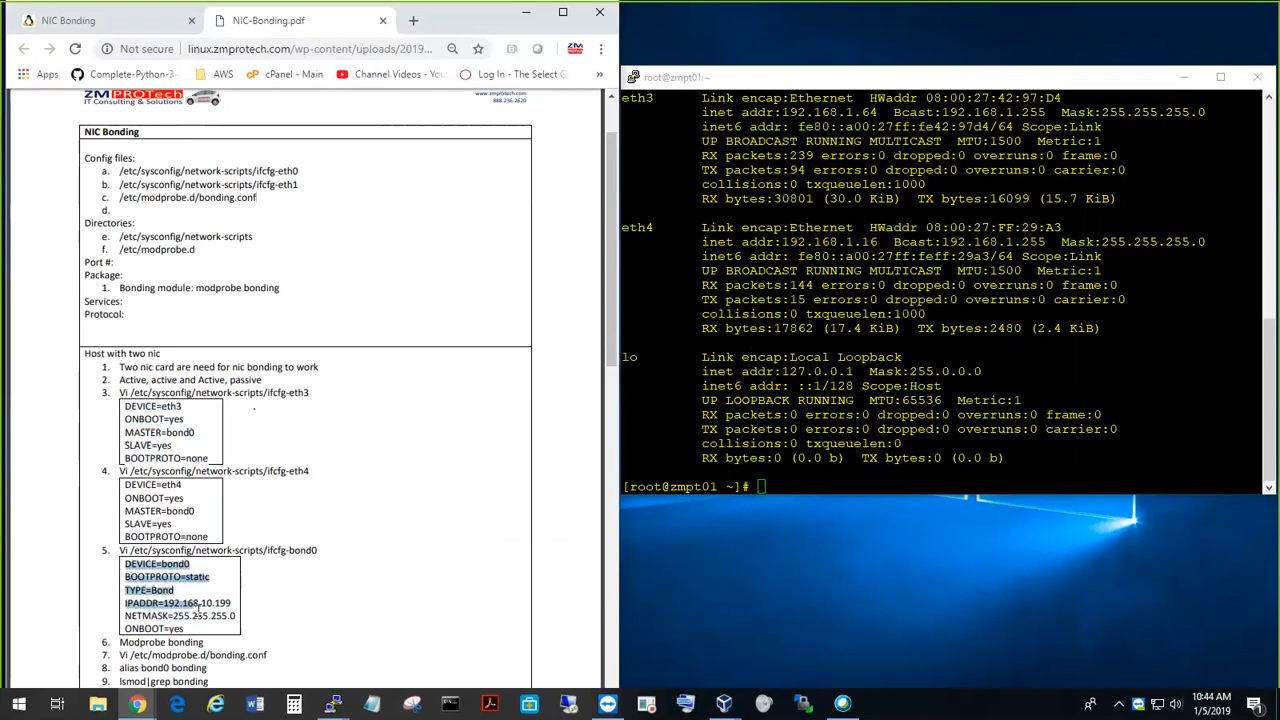 NIC Bonding
NIC-Bonding.pdf
Not secure
linux.zmprotech.com/wp-content/uploads/2019...
Apps
Complete-Python-3-
AWS
cPanel - Main
Channel Videos - Yo
Log In - The Select G
»
ZMPROTech
IT Consulting & Solutions
www.zmprotech.com
888-236-2620
NIC Bonding
Config files:
a. /etc/sysconfig/network-scripts/ifcfg-eth0
b. /etc/sysconfig/network-scripts/ifcfg-eth1
c. /etc/modprobe.d/bonding.conf
d.
Directories:
e. /etc/sysconfig/network-scripts
f. /etc/modprobe.d
Port #:
Package:
1. Bonding module: modprobe bonding
Services:
Protocol:
Host with two nic
1. Two nic card are need for nic bonding to work
2. Active, active and Active, passive
3. Vi /etc/sysconfig/network-scripts/ifcfg-eth3
DEVICE=eth3
ONBOOT=yes
MASTER=bond0
SLAVE=yes
BOOTPROTO=none
4. Vi /etc/sysconfig/network-scripts/ifcfg-eth4
DEVICE=eth4
ONBOOT=yes
MASTER=bond0
SLAVE=yes
BOOTPROTO=none
5. Vi /etc/sysconfig/network-scripts/ifcfg-bond0
DEVICE=bond0
BOOTPROTO=static
TYPE=Bond
IPADDR=192.168.10.199
NETMASK=255.255.255.0
ONBOOT=yes
6. Modprobe bonding
7. Vi /etc/modprobe.d/bonding.conf
8. alias bond0 bonding
9. lsmod|grep bonding
root@zmpt01:~
eth3 Link encap:Ethernet HWaddr 08:00:27:42:97:D4
inet addr:192.168.1.64 Bcast:192.168.1.255 Mask:255.255.255.0
inet6 addr: fe80::a00:27ff:fe42:97d4/64 Scope:Link
UP BROADCAST RUNNING MULTICAST MTU:1500 Metric:1
RX packets:239 errors:0 dropped:0 overruns:0 frame:0
TX packets:94 errors:0 dropped:0 overruns:0 carrier:0
collisions:0 txqueuelen:1000
RX bytes:30801 (30.0 KiB) TX bytes:16099 (15.7 KiB)
eth4 Link encap:Ethernet HWaddr 08:00:27:FF:29:A3
inet addr:192.168.1.16 Bcast:192.168.1.255 Mask:255.255.255.0
inet6 addr: fe80::a00:27ff:feff:29a3/64 Scope:Link
UP BROADCAST RUNNING MULTICAST MTU:1500 Metric:1
RX packets:144 errors:0 dropped:0 overruns:0 frame:0
TX packets:15 errors:0 dropped:0 overruns:0 carrier:0
collisions:0 txqueuelen:1000
RX bytes:17862 (17.4 KiB) TX bytes:2480 (2.4 KiB)
lo Link encap:Local Loopback
inet addr:127.0.0.1 Mask:255.0.0.0
inet6 addr: ::1/128 Scope:Host
UP LOOPBACK RUNNING MTU:65536 Metric:1
RX packets:0 errors:0 dropped:0 overruns:0 frame:0
TX packets:0 errors:0 dropped:0 overruns:0 carrier:0
collisions:0 txqueuelen:0
RX bytes:0 (0.0 b) TX bytes:0 (0.0 b)
[root@zmpt01 ~]#
10:44 AM
1/5/2019